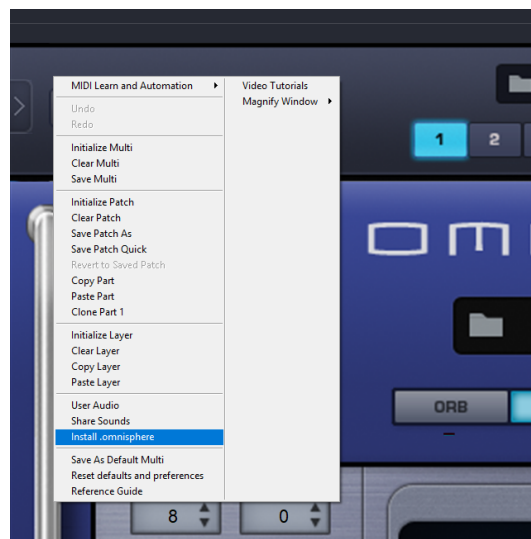 MIDI Learn and Automation
Undo
Redo
Initialize Multi
Clear Multi
Save Multi
Initialize Patch
Clear Patch
Save Patch As
Save Patch Quick
Revert to Saved Patch
Copy Part
Paste Part
Clone Part 1
Initialize Layer
Clear Layer
Copy Layer
Paste Layer
User Audio
Share Sounds
Install .omnisphere
Save As Default Multi
Reset defaults and preferences
Reference Guide
Video Tutorials
Magnify Window
1 2
OM
ORB
8 0